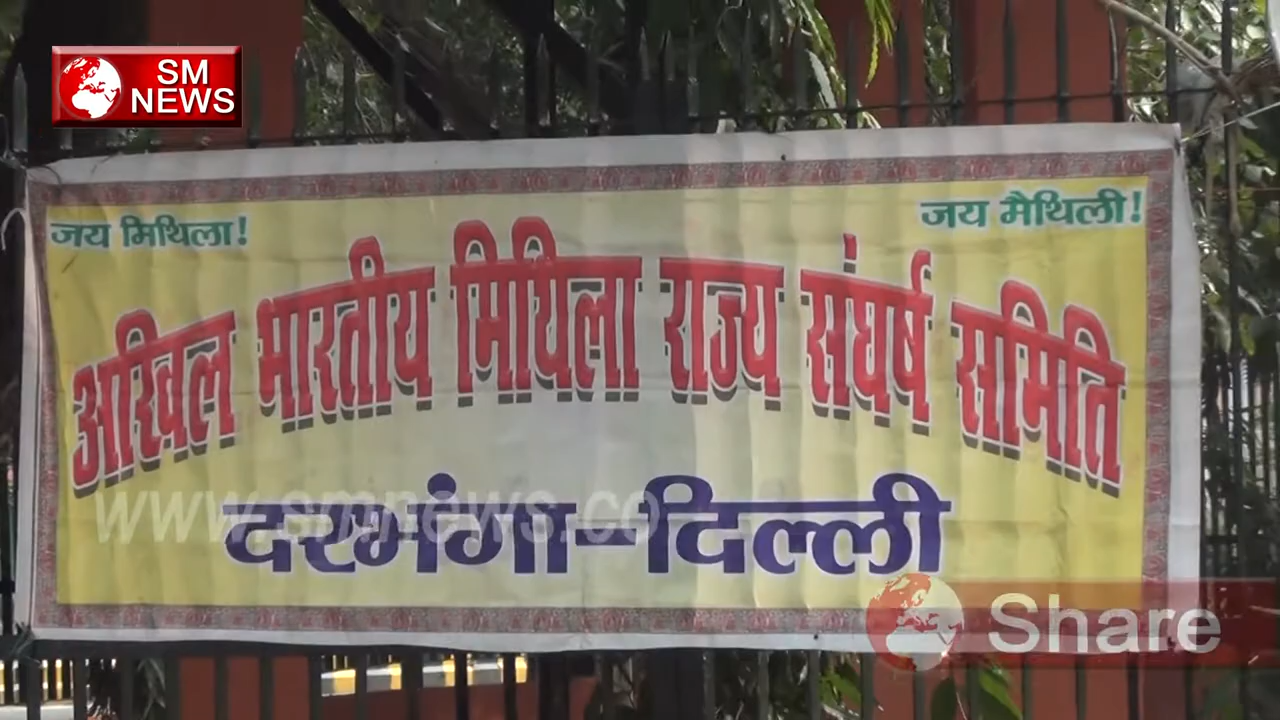 SM
NEWS
जय मिथिला!
जय मैथिली!
अखिल भारतीय मिथिला राज्य संघर्ष समिति
www.smnews.co
दरभंगा-दिल्ली
Share